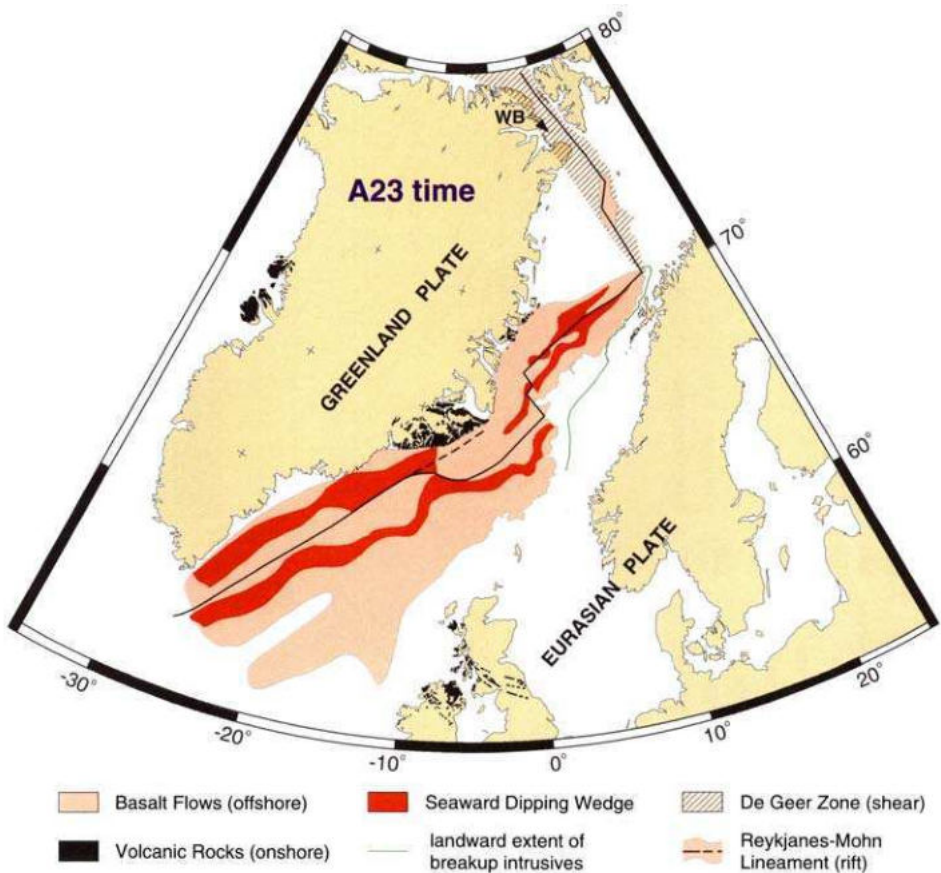 80°
WB
A23 time
70°
GREENLAND PLATE
60°
EURASIAN PLATE
-30°
-20°
-10°
0°
10°
20°
Basalt Flows (offshore)
Seaward Dipping Wedge
De Geer Zone (shear)
Volcanic Rocks (onshore)
landward extent of
breakup intrusives
Reykjanes-Mohn
Lineament (rift)